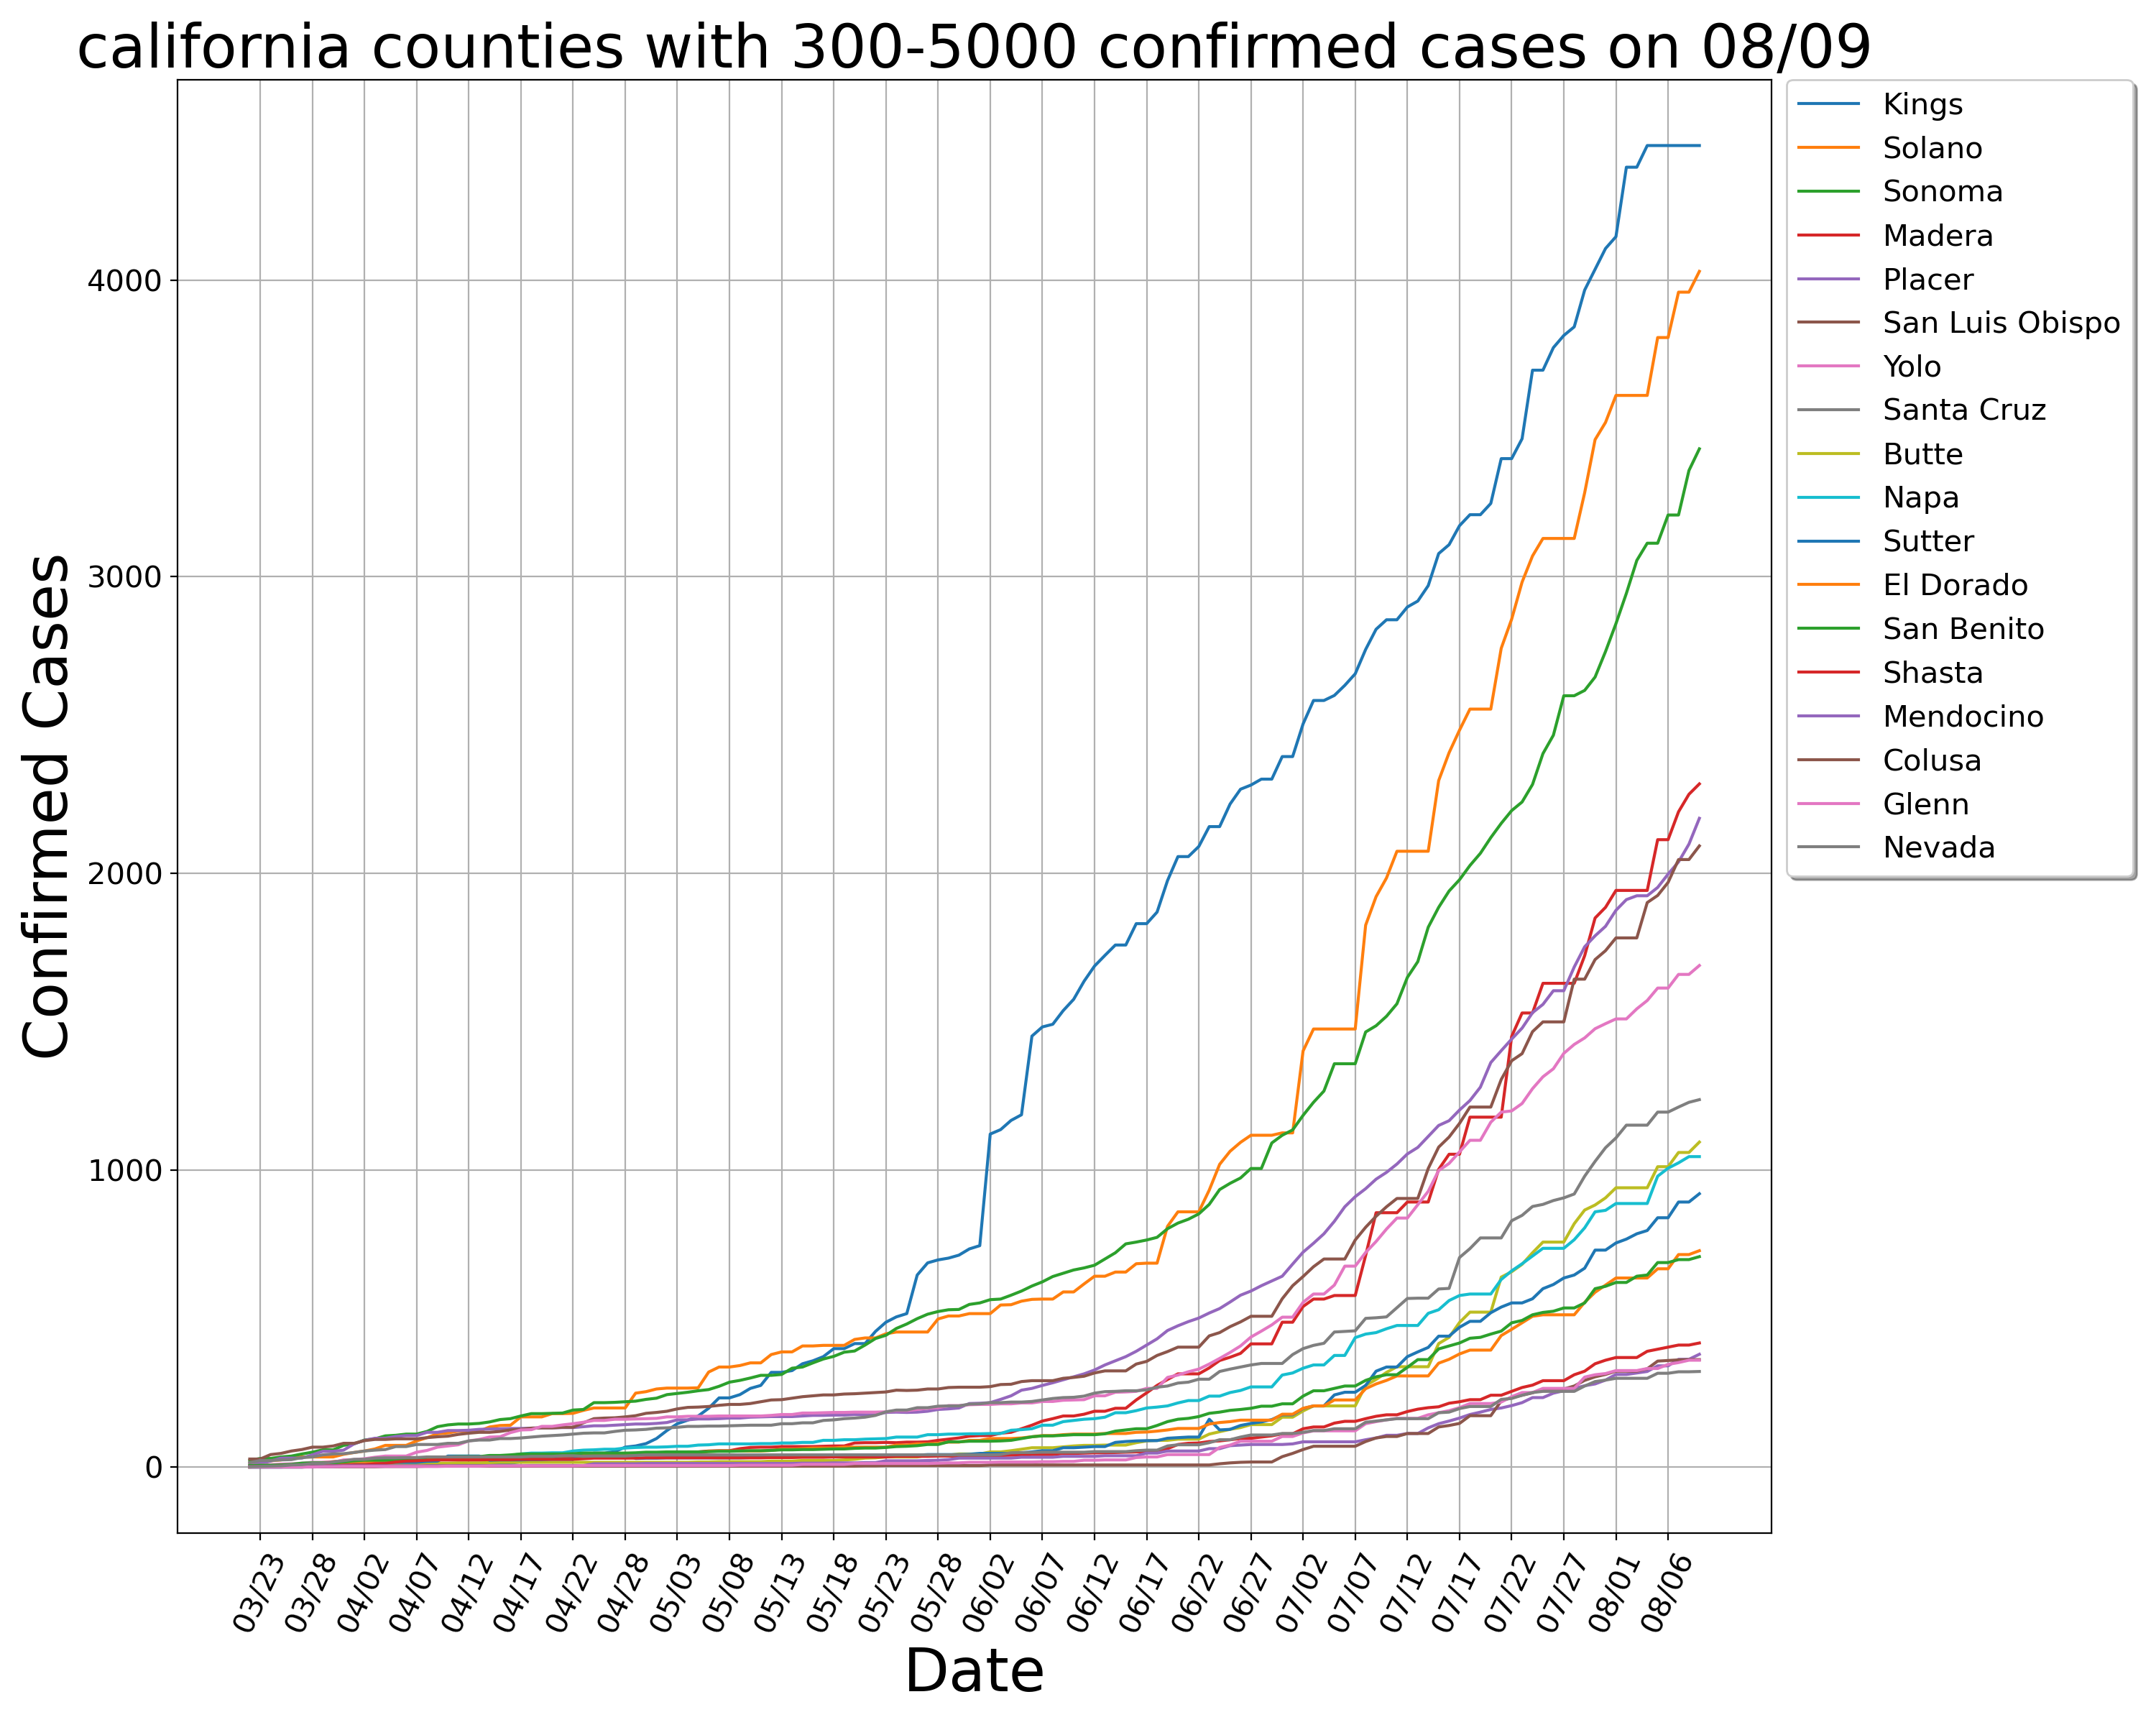 california counties with 300-5000 confirmed cases on 08/09
Kings
Solano
Sonoma
Madera
Placer
San Luis Obispo
Yolo
Santa Cruz
Butte
Napa
Sutter
El Dorado
San Benito
Shasta
Mendocino
Colusa
Glenn
Nevada
Confirmed Cases
4000
3000
2000
1000
0
03/23 03/28 04/02 04/07 04/12 04/17 04/22 04/28 05/03 05/08 05/13 05/18 05/23 05/28 06/02 06/07 06/12 06/17 06/22 06/27 07/02 07/07 07/12 07/17 07/22 07/27 08/01 08/06
Date